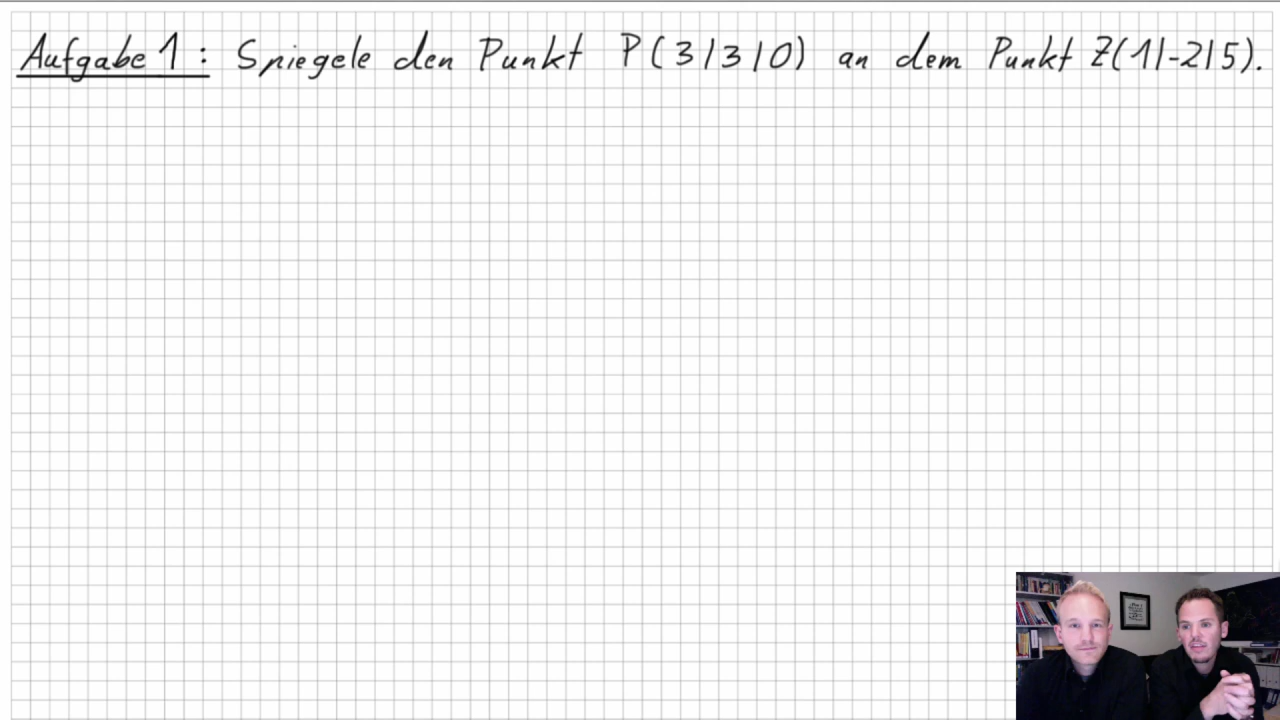 Aufgabe 1: Spiegele den Punkt P(3|3|0) an dem Punkt Z(1|-2|5).